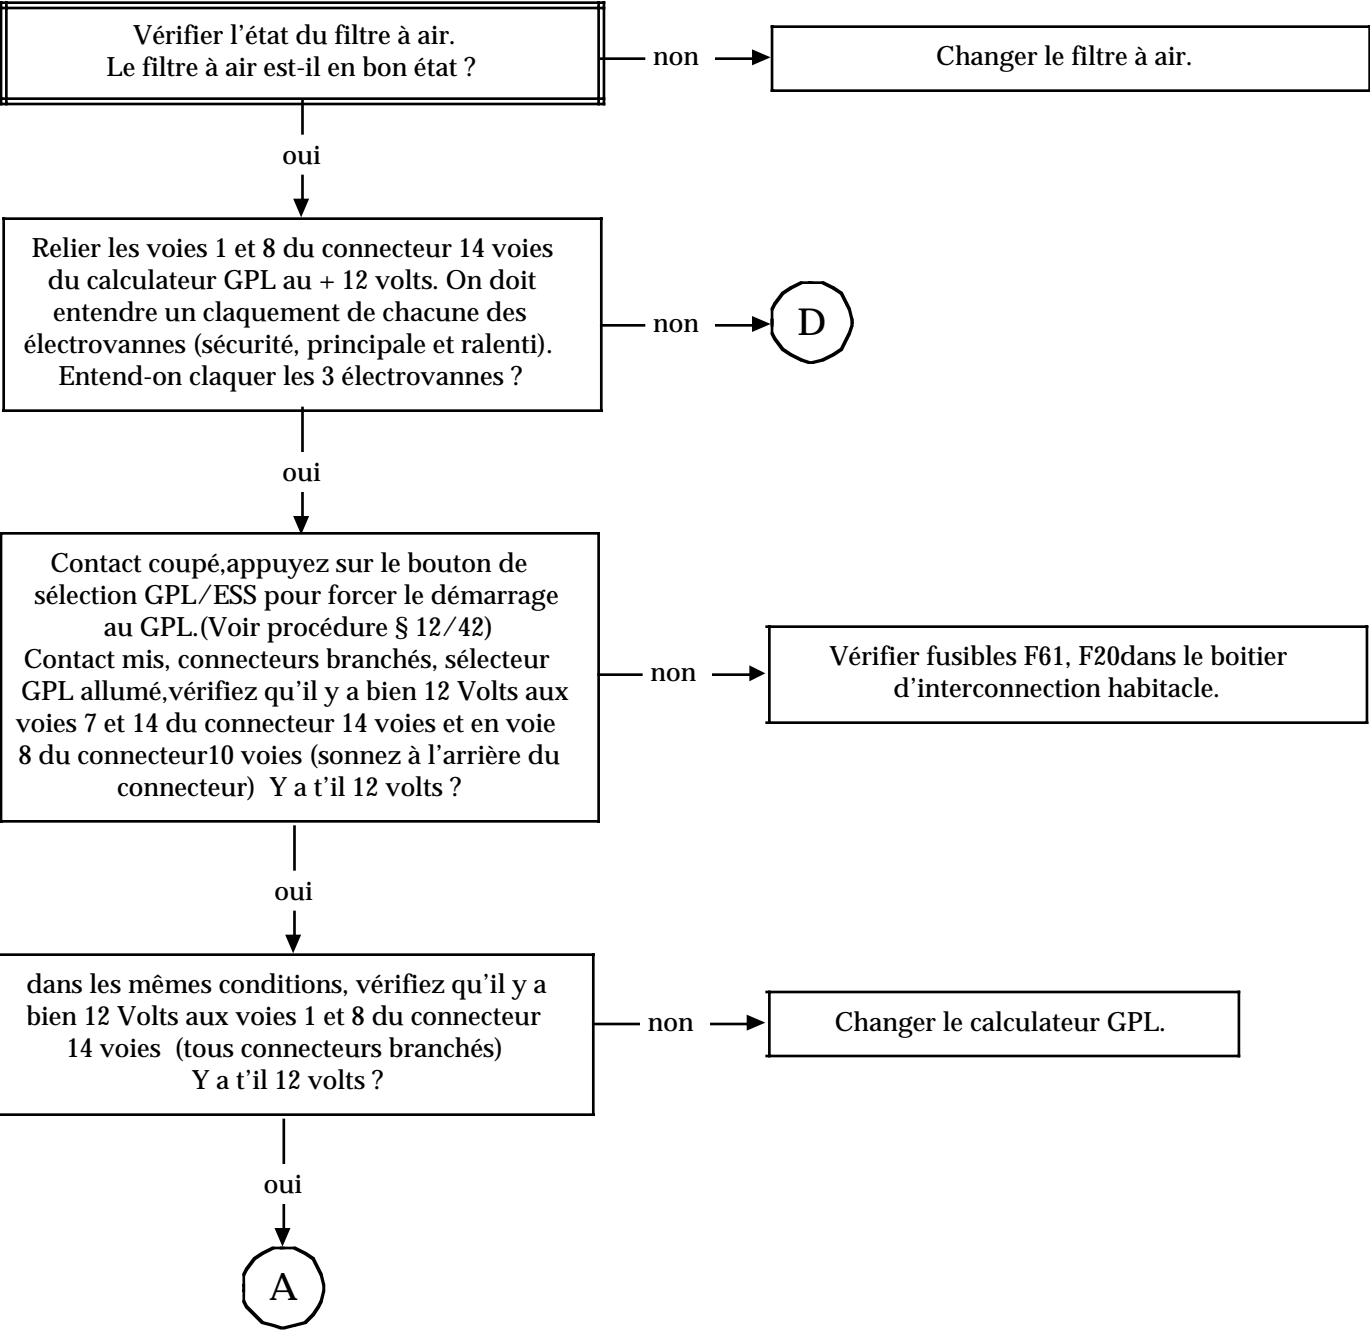 Vérifier l’état du filtre à air.
Le filtre à air est-il en bon état ?
non
Changer le filtre à air.
oui
Relier les voies 1 et 8 du connecteur 14 voies
du calculateur GPL au + 12 volts. On doit
entendre un claquement de chacune des
électrovannes (sécurité, principale et ralenti).
Entend-on claquer les 3 électrovannes ?
non
D
oui
Contact coupé,appuyez sur le bouton de
sélection GPL/ESS pour forcer le démarrage
au GPL.(Voir procédure § 12/42)
Contact mis, connecteurs branchés, sélecteur
GPL allumé,vérifiez qu’il y a bien 12 Volts aux
voies 7 et 14 du connecteur 14 voies et en voie
8 du connecteur10 voies (sonnez à l’arrière du
connecteur)  Y a t’il 12 volts ?
non
Vérifier fusibles F61, F20dans le boitier
d’interconnection habitacle.
oui
dans les mêmes conditions, vérifiez qu’il y a
bien 12 Volts aux voies 1 et 8 du connecteur
14 voies  (tous connecteurs branchés)
Y a t’il 12 volts ?
non
Changer le calculateur GPL.
oui
A